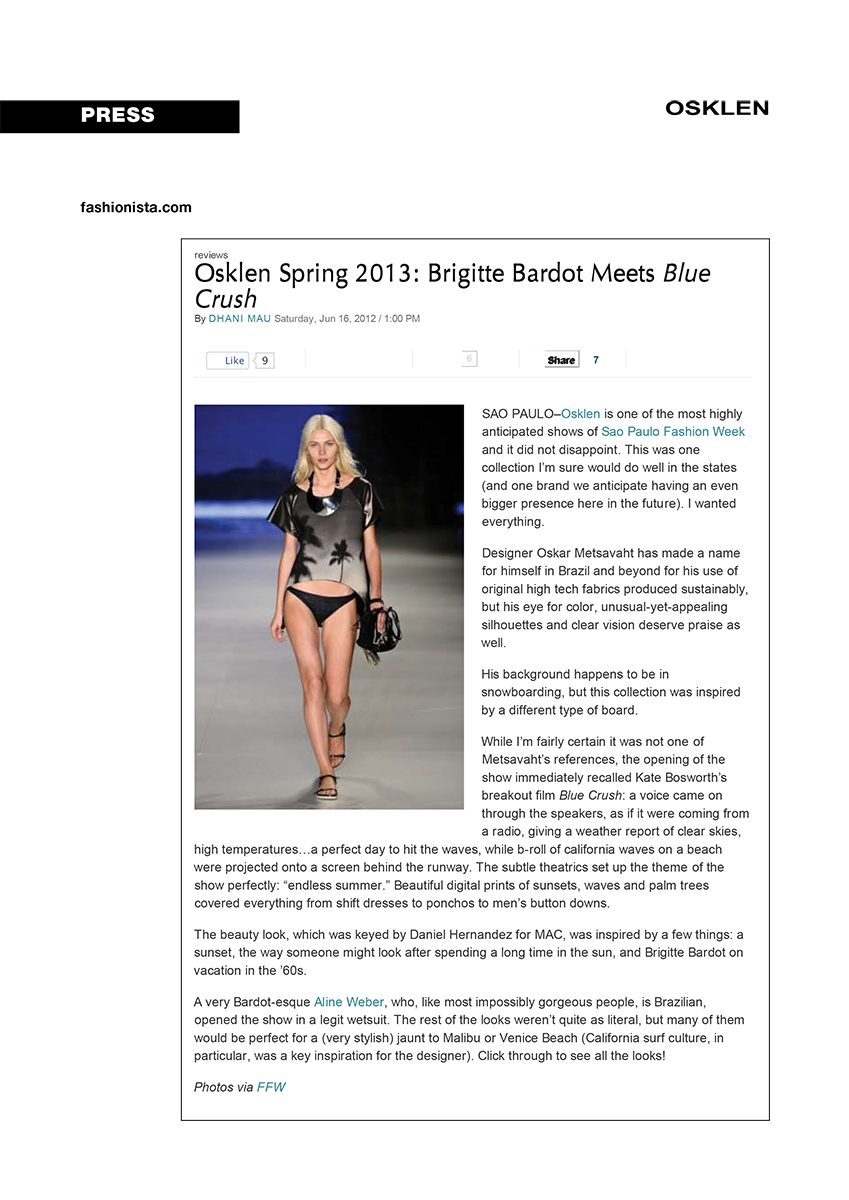 PRESS
OSKLEN
fashionista.com
reviews
Osklen Spring 2013: Brigitte Bardot Meets Blue
Crush
By DHANI MAU Saturday, Jun 16, 2012 / 1:00 PM
Like 9
6
Share 7
SAO PAULO–Osklen is one of the most highly
anticipated shows of Sao Paulo Fashion Week
and it did not disappoint. This was one
collection I’m sure would do well in the states
(and one brand we anticipate having an even
bigger presence here in the future). I wanted
everything.
Designer Oskar Metsavaht has made a name
for himself in Brazil and beyond for his use of
original high tech fabrics produced sustainably,
but his eye for color, unusual-yet-appealing
silhouettes and clear vision deserve praise as
well.
His background happens to be in
snowboarding, but this collection was inspired
by a different type of board.
While I’m fairly certain it was not one of
Metsavaht’s references, the opening of the
show immediately recalled Kate Bosworth’s
breakout film Blue Crush: a voice came on
through the speakers, as if it were coming from
a radio, giving a weather report of clear skies,
high temperatures…a perfect day to hit the waves, while b-roll of california waves on a beach
were projected onto a screen behind the runway. The subtle theatrics set up the theme of the
show perfectly: “endless summer.” Beautiful digital prints of sunsets, waves and palm trees
covered everything from shift dresses to ponchos to men’s button downs.
The beauty look, which was keyed by Daniel Hernandez for MAC, was inspired by a few things: a
sunset, the way someone might look after spending a long time in the sun, and Brigitte Bardot on
vacation in the ’60s.
A very Bardot-esque Aline Weber, who, like most impossibly gorgeous people, is Brazilian,
opened the show in a legit wetsuit. The rest of the looks weren’t quite as literal, but many of them
would be perfect for a (very stylish) jaunt to Malibu or Venice Beach (California surf culture, in
particular, was a key inspiration for the designer). Click through to see all the looks!
Photos via FFW